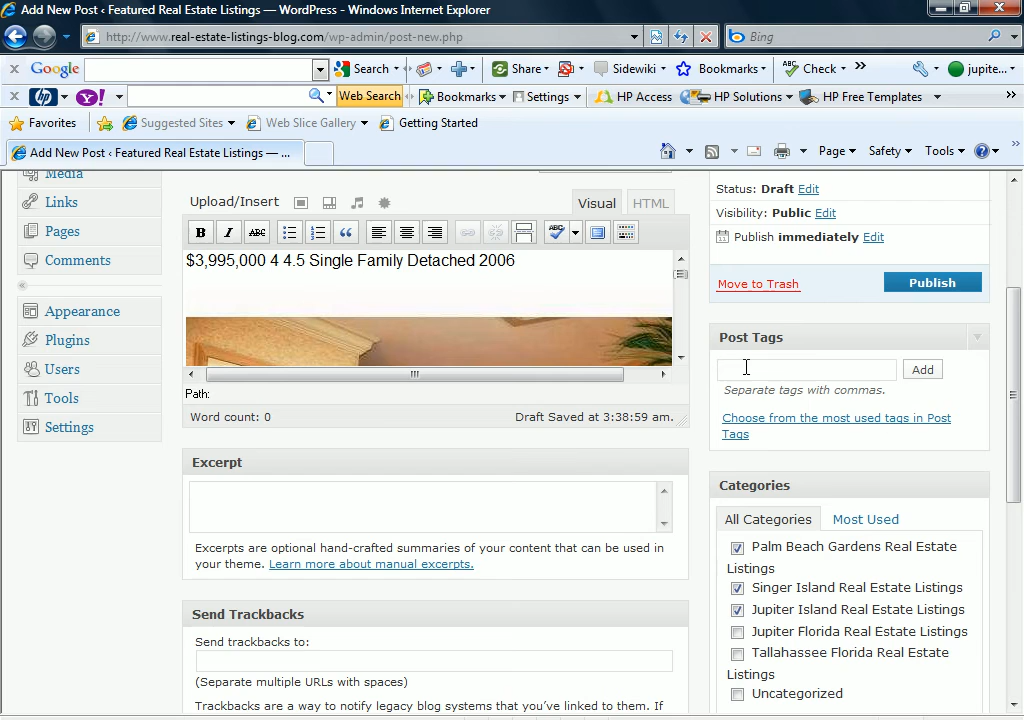 Add New Post ‹ Featured Real Estate Listings — WordPress - Windows Internet Explorer
http://www.real-estate-listings-blog.com/wp-admin/post-new.php
Bing
x Google Search Share Sidewiki Bookmarks ABC Check » jupite...
x hp Y! Web Search Bookmarks Settings HP Access HP Solutions HP Free Templates »
Favorites Suggested Sites Web Slice Gallery Getting Started
Add New Post ‹ Featured Real Estate Listings — ... Page Safety Tools »
Media
Links
Pages
Comments
Appearance
Plugins
Users
Tools
Settings
Upload/Insert Visual HTML
B I ABC ABC
$3,995,000 4 4.5 Single Family Detached 2006
Path:
Word count: 0 Draft Saved at 3:38:59 am.
Excerpt
Excerpts are optional hand-crafted summaries of your content that can be used in
your theme. Learn more about manual excerpts.
Send Trackbacks
Send trackbacks to:
(Separate multiple URLs with spaces)
Trackbacks are a way to notify legacy blog systems that you've linked to them. If
Status: Draft Edit
Visibility: Public Edit
Publish immediately Edit
Move to Trash Publish
Post Tags
Add
Separate tags with commas.
Choose from the most used tags in Post
Tags
Categories
All Categories Most Used
Palm Beach Gardens Real Estate
Listings
Singer Island Real Estate Listings
Jupiter Island Real Estate Listings
Jupiter Florida Real Estate Listings
Tallahassee Florida Real Estate
Listings
Uncategorized